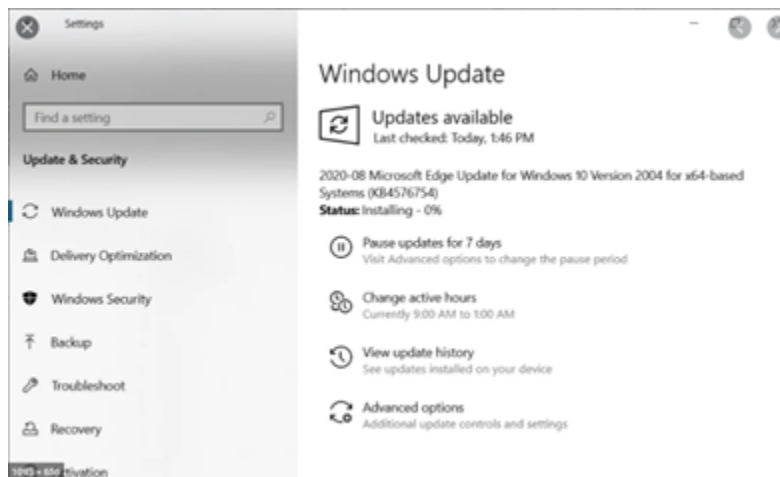 Settings
Home
Find a setting
Update & Security
Windows Update
Delivery Optimization
Windows Security
Backup
Troubleshoot
Recovery
Windows Update
Updates available
Last checked: Today, 1:46 PM
2020-08 Microsoft Edge Update for Windows 10 Version 2004 for x64-based
Systems (KB4576754)
Status: Installing - 0%
Pause updates for 7 days
Visit Advanced options to change the pause period
Change active hours
Currently 9:00 AM to 1:00 AM
View update history
See updates installed on your device
Advanced options
Additional update controls and settings